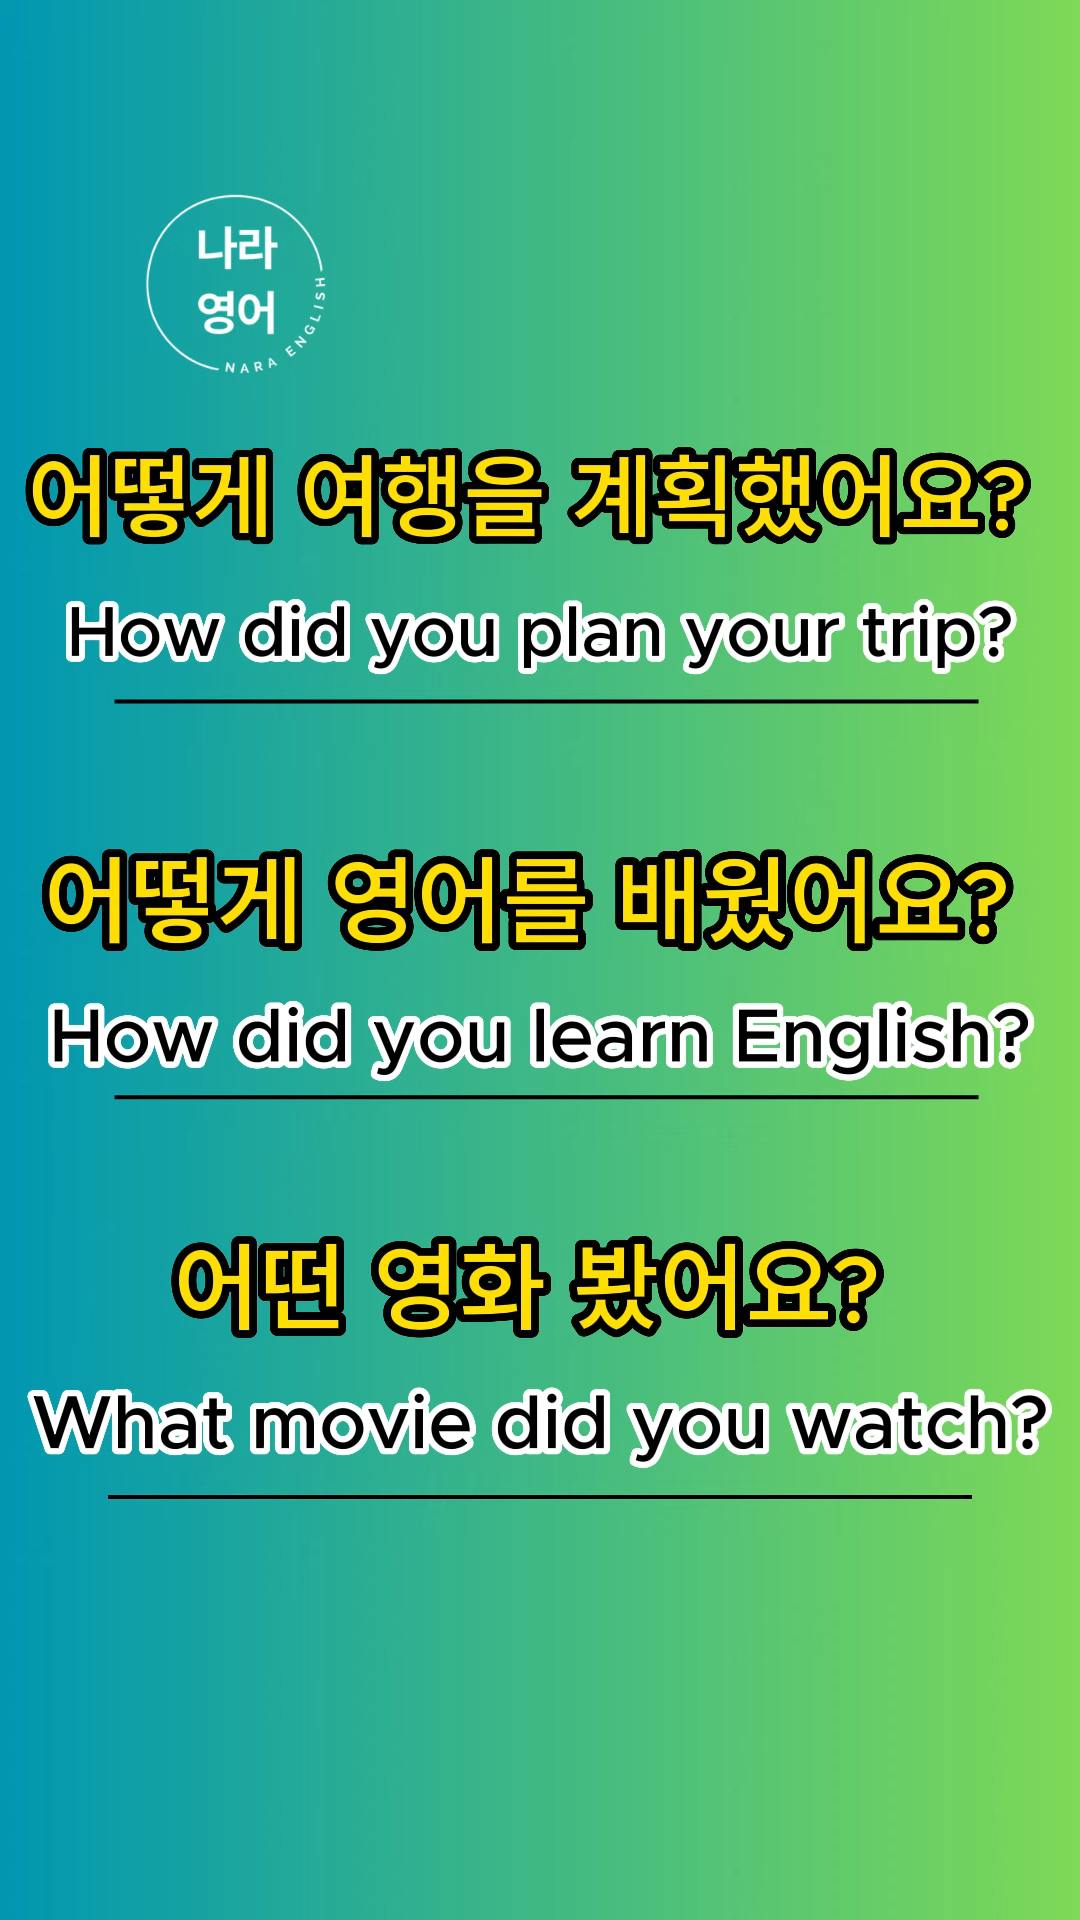 나라
영어
NARA ENGLISH
어떻게 여행을 계획했어요?
How did you plan your trip?
어떻게 영어를 배웠어요?
How did you learn English?
어떤 영화 봤어요?
What movie did you watch?